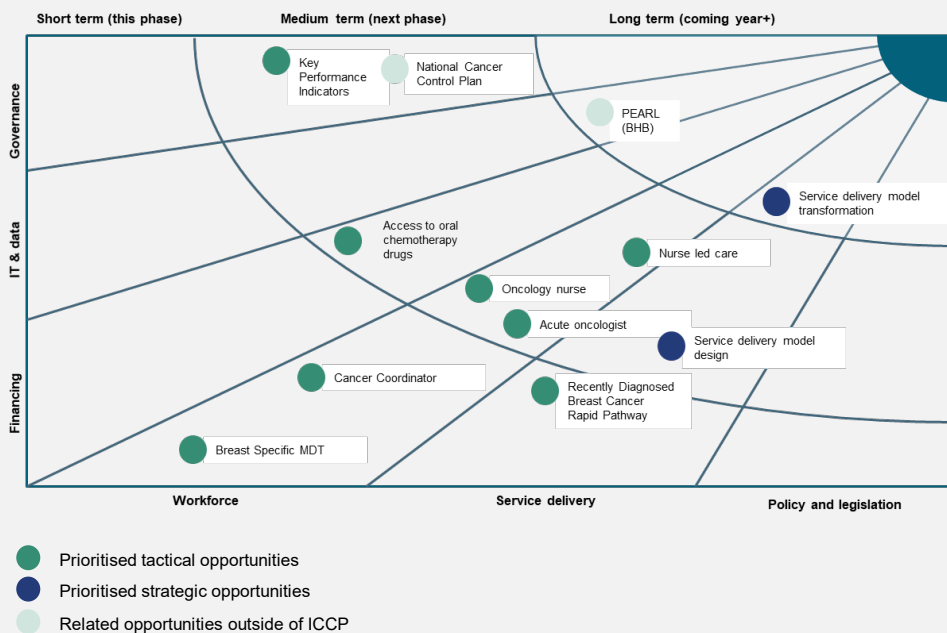 Short term (this phase)
Medium term (next phase)
Long term (coming year+)
Governance
IT & data
Financing
Key
Performance
Indicators
National Cancer
Control Plan
PEARL
(BHB)
Service delivery model
transformation
Access to oral
chemotherapy
drugs
Nurse led care
Oncology nurse
Acute oncologist
Service delivery model
design
Cancer Coordinator
Recently Diagnosed
Breast Cancer
Rapid Pathway
Breast Specific MDT
Workforce
Service delivery
Policy and legislation
Prioritised tactical opportunities
Prioritised strategic opportunities
Related opportunities outside of ICCP